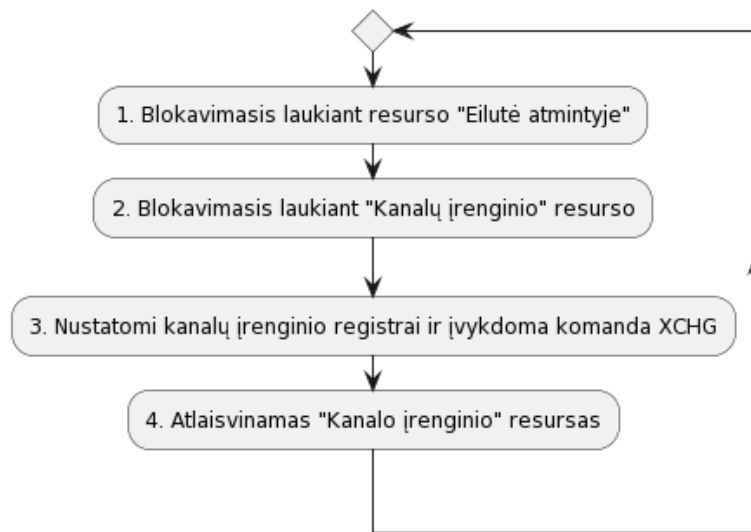 1. Blokavimasis laukiant resurso "Eilutė atmintyje"
2. Blokavimasis laukiant "Kanalų įrenginio" resurso
3. Nustatomi kanalų įrenginio registrai ir įvykdoma komanda XCHG
4. Atlaisvinamas "Kanalo įrenginio" resursas